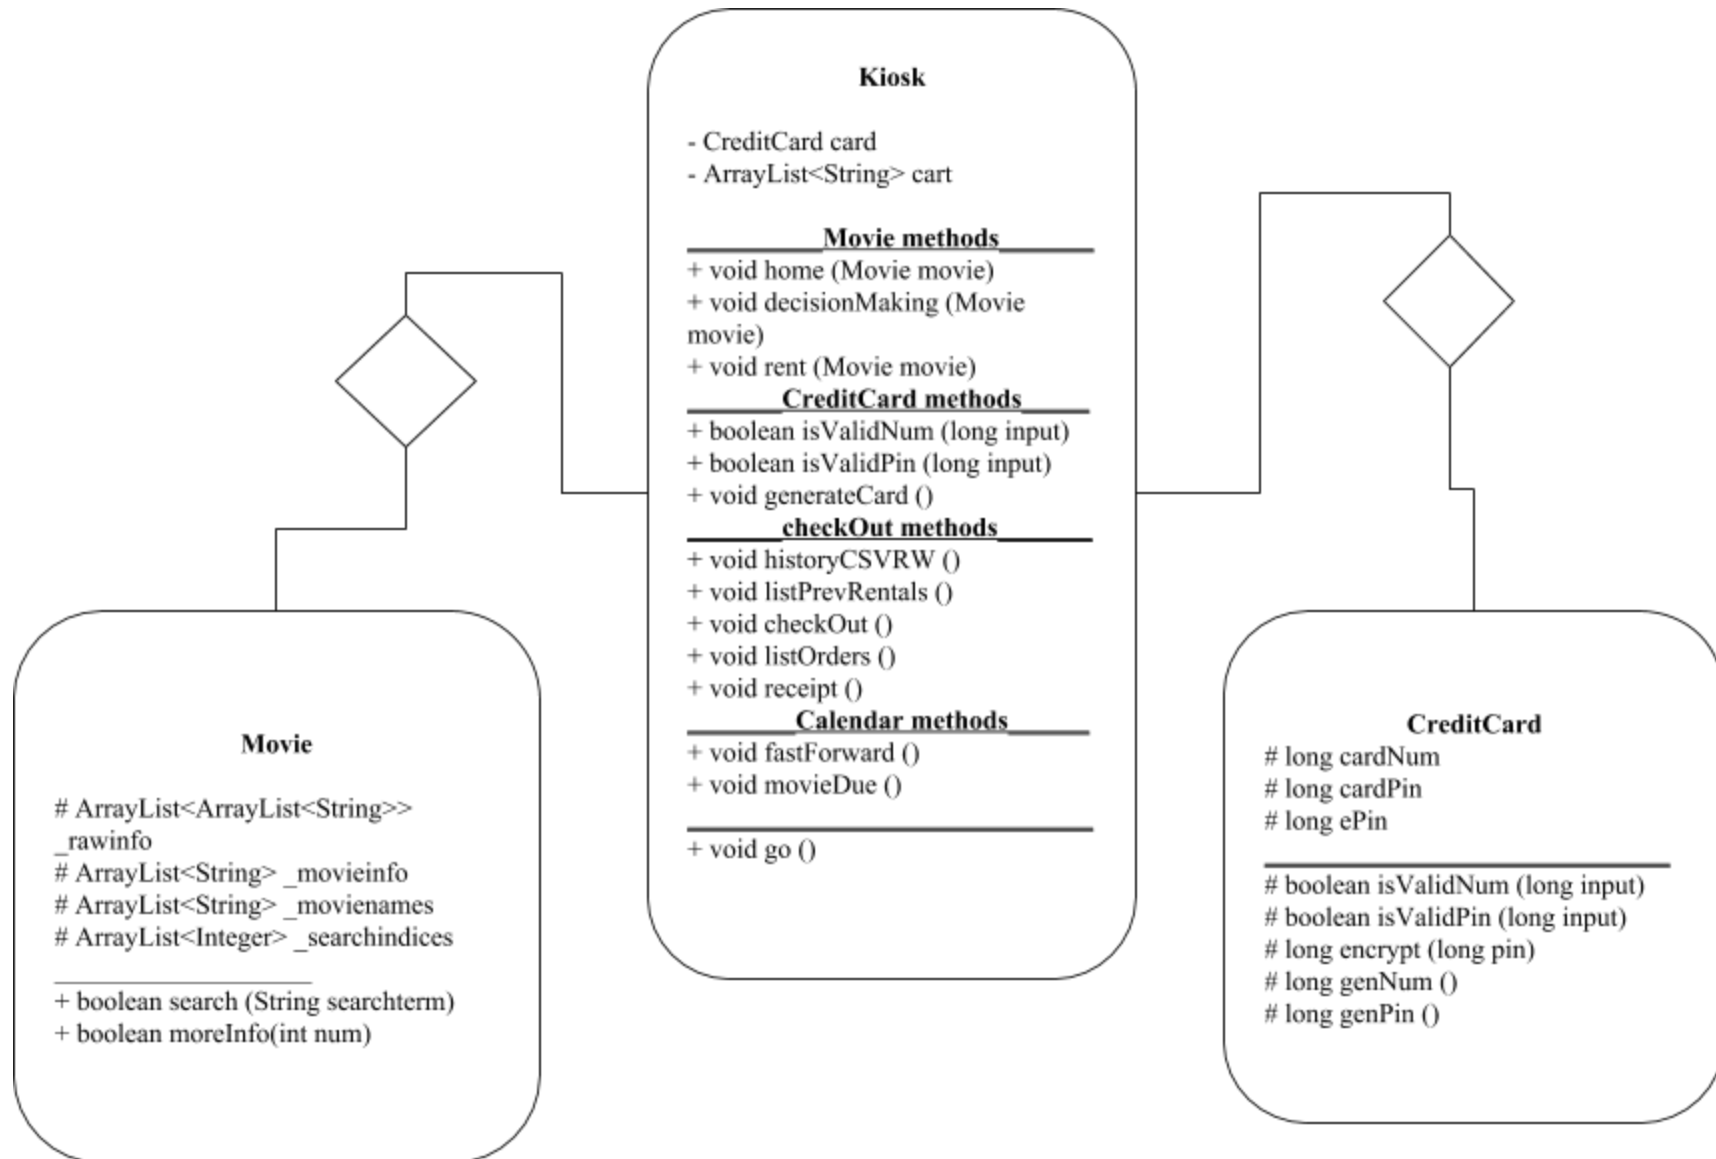 Kiosk
- CreditCard card
- ArrayList<String> cart
Movie methods
+ void home (Movie movie)
+ void decisionMaking (Movie
movie)
+ void rent (Movie movie)
CreditCard methods
+ boolean isValidNum (long input)
+ boolean isValidPin (long input)
+ void generateCard ()
checkOut methods
+ void historyCSVRW ()
+ void listPrevRentals ()
+ void checkOut ()
+ void listOrders ()
+ void receipt ()
Calendar methods
+ void fastForward ()
+ void movieDue ()
+ void go ()
Movie
# ArrayList<ArrayList<String>>
_rawinfo
# ArrayList<String> _movieinfo
# ArrayList<String> _movienames
# ArrayList<Integer> _searchindices
+ boolean search (String searchterm)
+ boolean moreInfo(int num)
CreditCard
# long cardNum
# long cardPin
# long ePin
# boolean isValidNum (long input)
# boolean isValidPin (long input)
# long encrypt (long pin)
# long genNum ()
# long genPin ()